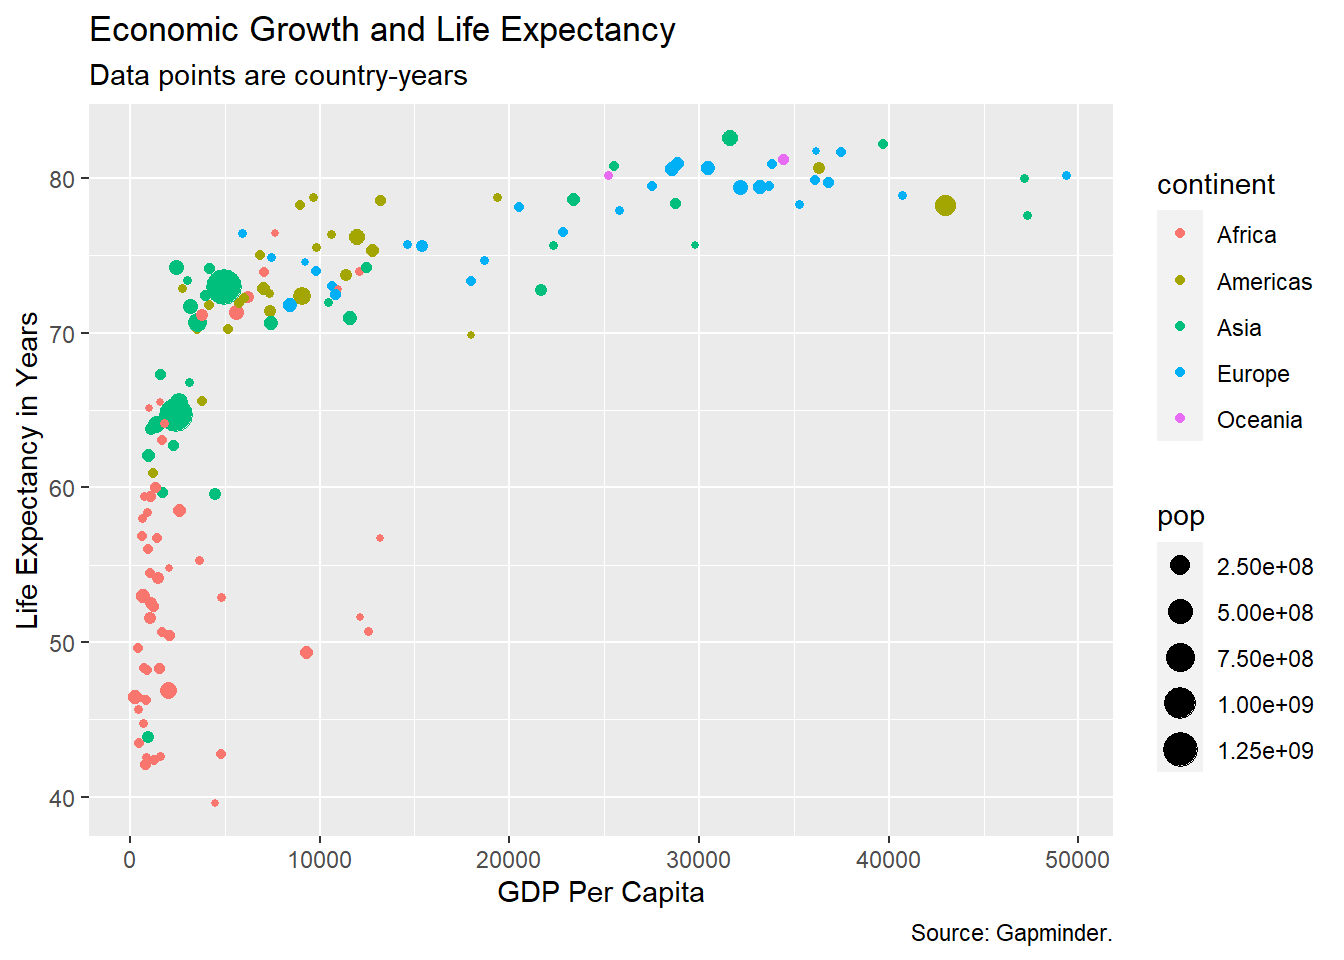 Economic Growth and Life Expectancy
Data points are country-years
Life Expectancy in Years
80
70
60
50
40
0
10000
20000
30000
40000
50000
GDP Per Capita
continent
Africa
Americas
Asia
Europe
Oceania
pop
2.50e+08
5.00e+08
7.50e+08
1.00e+09
1.25e+09
Source: Gapminder.